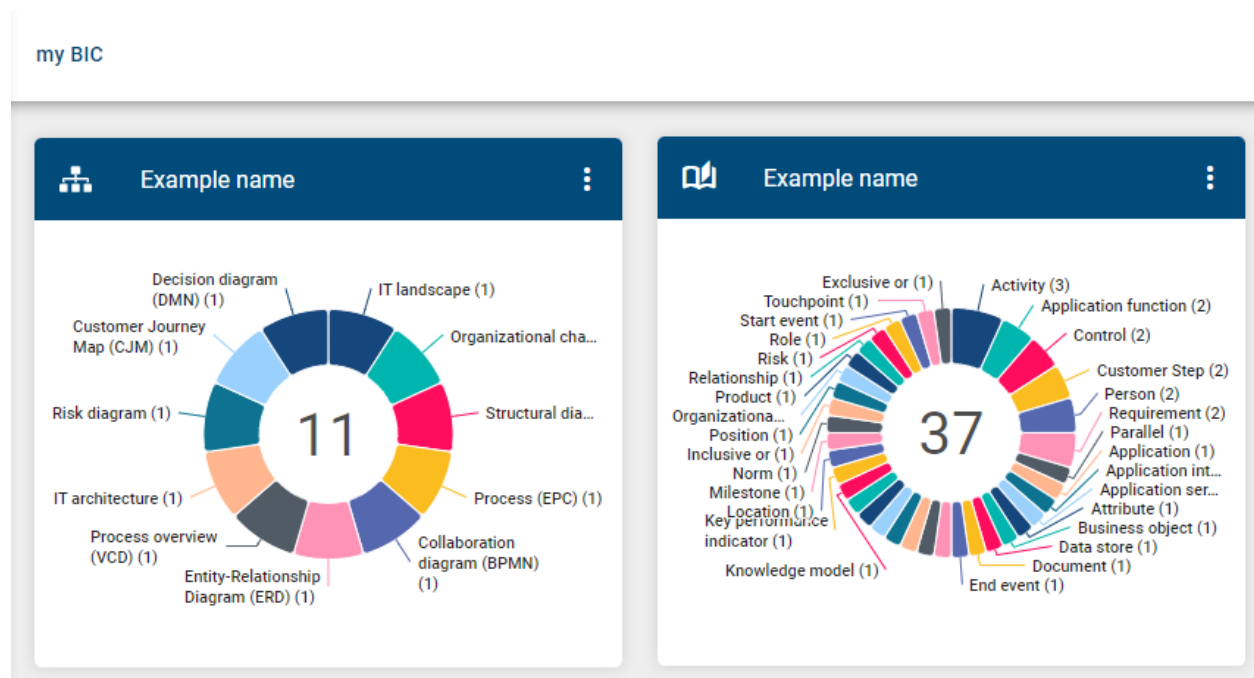 my BIC
Example name
Decision diagram
(DMN) (1)
IT landscape (1)
Customer Journey
Map (CJM) (1)
Organizational cha...
Risk diagram (1)
11
Structural dia...
IT architecture (1)
Process (EPC) (1)
Process overview
(VCD) (1)
Collaboration
diagram (BPMN)
(1)
Entity-Relationship
Diagram (ERD) (1)
Example name
Exclusive or (1)
Activity (3)
Touchpoint (1)
Application function (2)
Start event (1)
Control (2)
Role (1)
Risk (1)
Customer Step (2)
Relationship (1)
Person (2)
Product (1)
Requirement (2)
Organizationa...
37
Parallel (1)
Position (1)
Application (1)
Inclusive or (1)
Application int...
Norm (1)
Application ser...
Milestone (1)
Attribute (1)
Location (1)
Key performance
indicator (1)
Business object (1)
Data store (1)
Document (1)
Knowledge model (1)
End event (1)